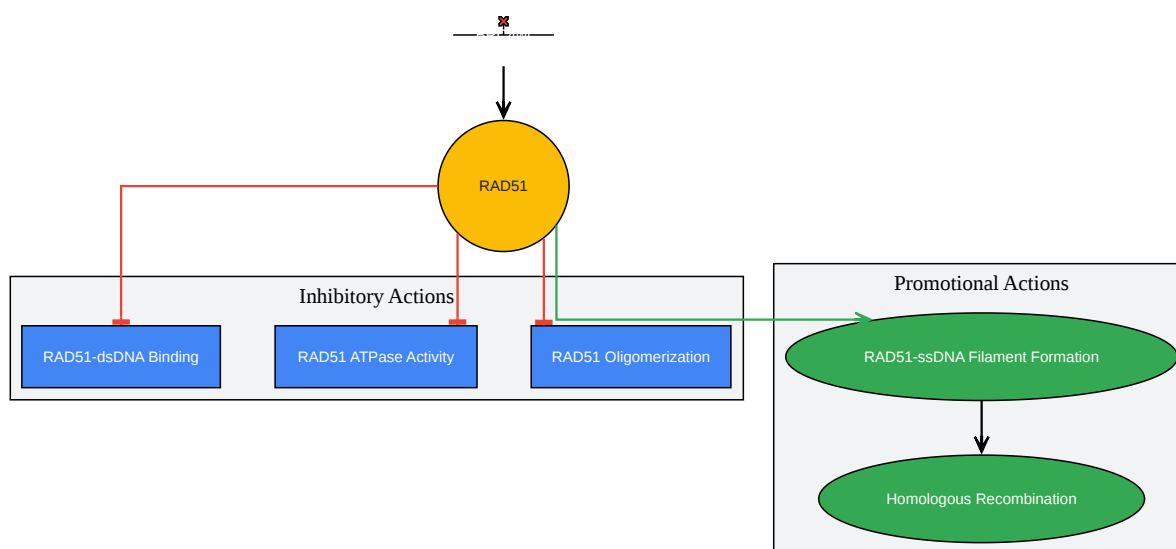 RAD51
Inhibitory Actions
Promotional Actions
RAD51-dsDNA Binding
RAD51 ATPase Activity
RAD51 Oligomerization
RAD51-ssDNA Filament Formation
Homologous Recombination